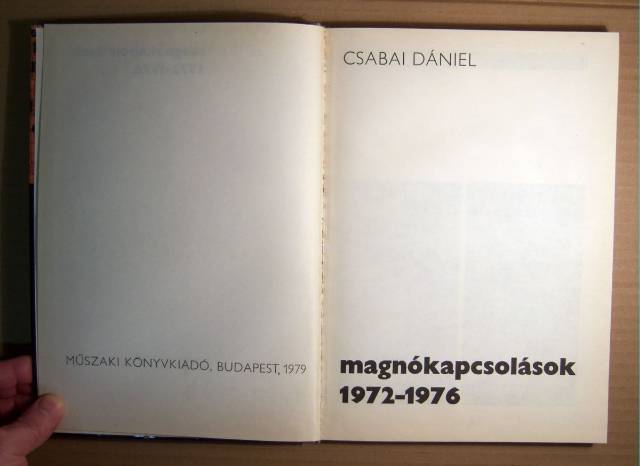 MŰSZAKI KÖNYVKIADÓ, BUDAPEST, 1979
CSABAI DÁNIEL
magnókapcsolások
1972-1976